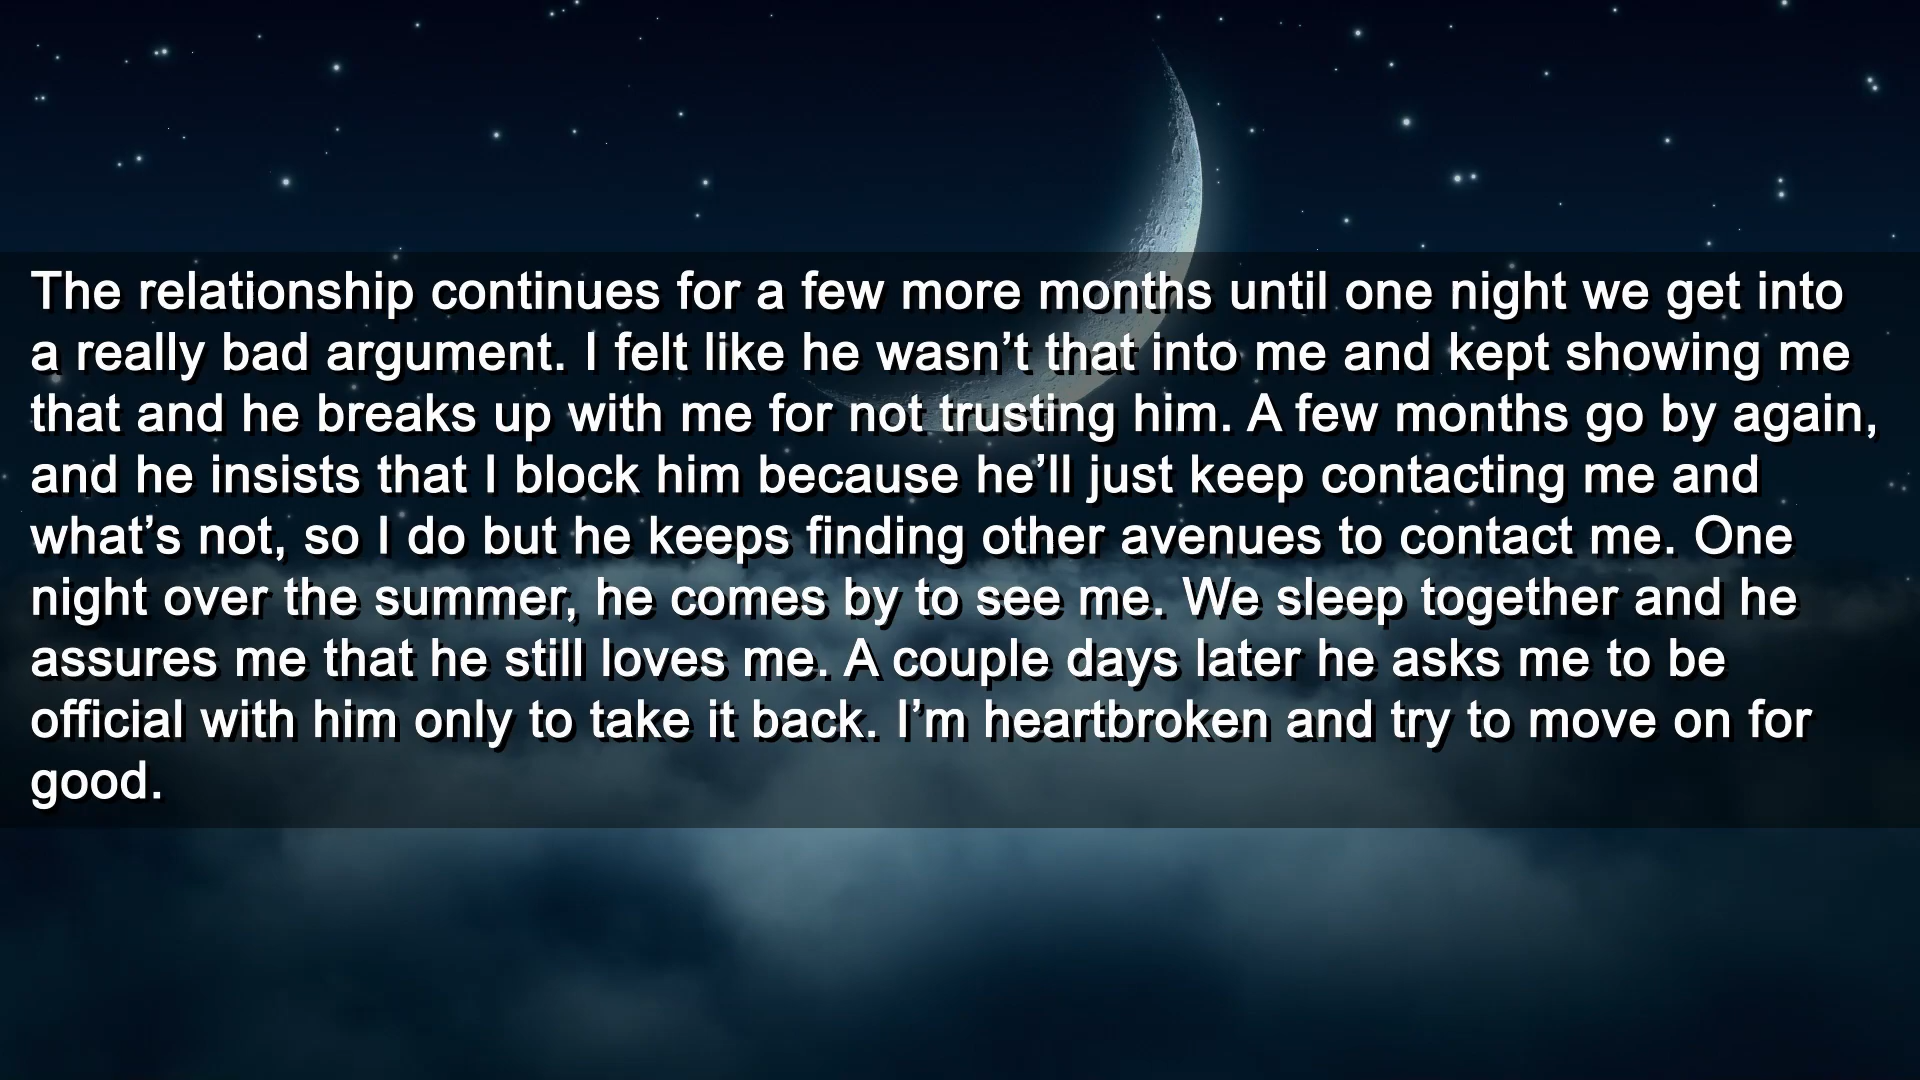 The relationship continues for a few more months until one night we get into
a really bad argument. I felt like he wasn’t that into me and kept showing me
that and he breaks up with me for not trusting him. A few months go by again,
and he insists that I block him because he’ll just keep contacting me and
what’s not, so I do but he keeps finding other avenues to contact me. One
night over the summer, he comes by to see me. We sleep together and he
assures me that he still loves me. A couple days later he asks me to be
official with him only to take it back. I’m heartbroken and try to move on for
good.